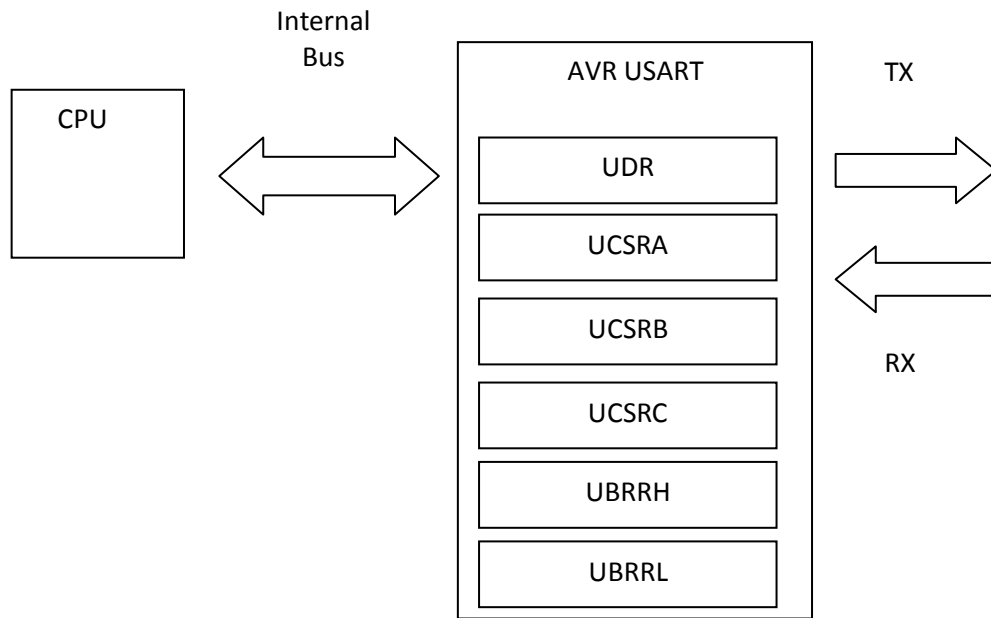 Internal
Bus
AVR USART
TX
CPU
UDR
UCSRA
UCSRB
RX
UCSRC
UBRRH
UBRRL